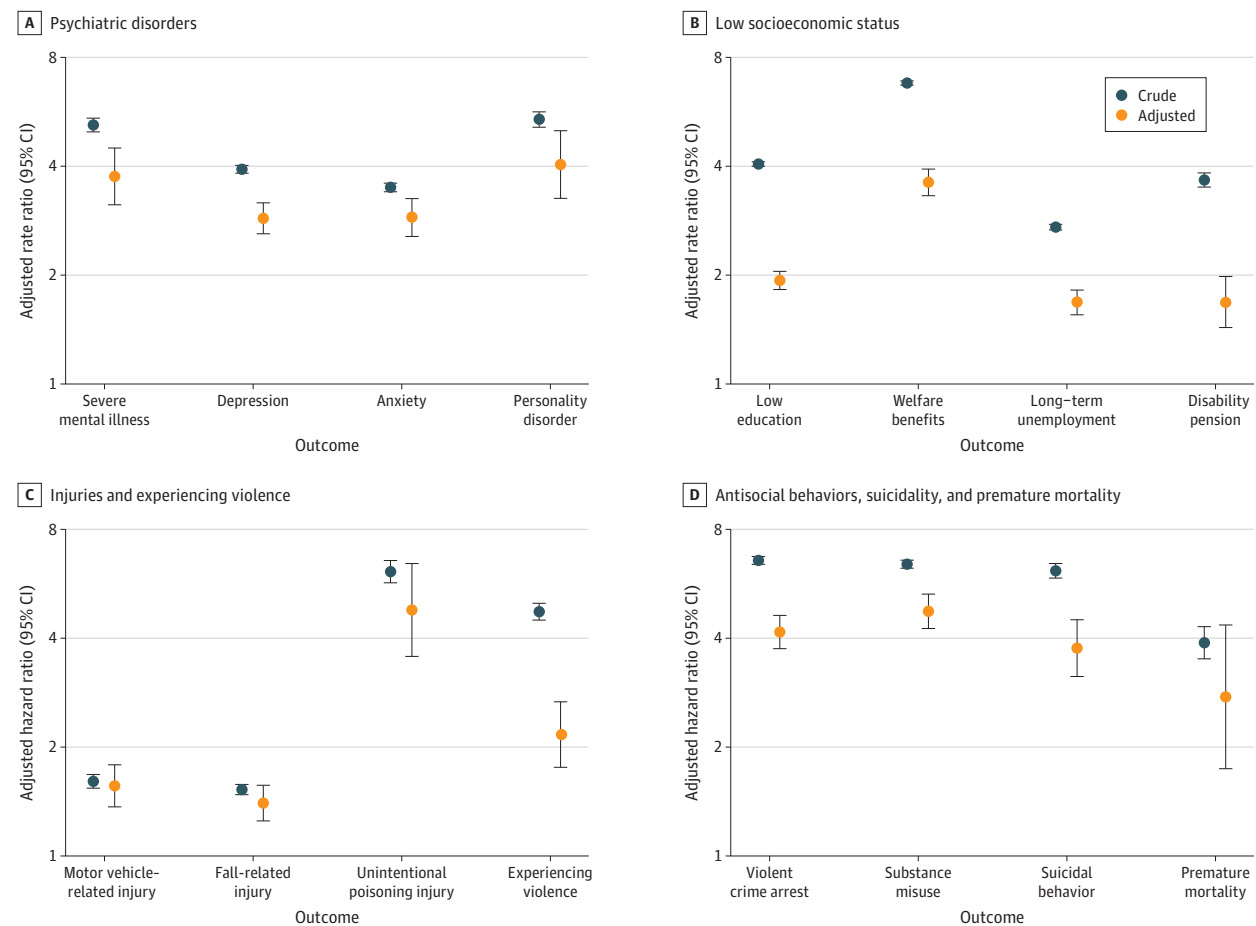 A Psychiatric disorders
8
4
2
1
Adjusted rate ratio (95% CI)
Severe
mental illness
Depression
Anxiety
Personality
disorder
Outcome
B Low socioeconomic status
8
4
2
1
Adjusted rate ratio (95% CI)
Crude
Adjusted
Low
education
Welfare
benefits
Long-term
unemployment
Disability
pension
Outcome
C Injuries and experiencing violence
8
4
2
1
Adjusted hazard ratio (95% CI)
Motor vehicle-
related injury
Fall-related
injury
Unintentional
poisoning injury
Experiencing
violence
Outcome
D Antisocial behaviors, suicidality, and premature mortality
8
4
2
1
Adjusted hazard ratio (95% CI)
Violent
crime arrest
Substance
misuse
Suicidal
behavior
Premature
mortality
Outcome